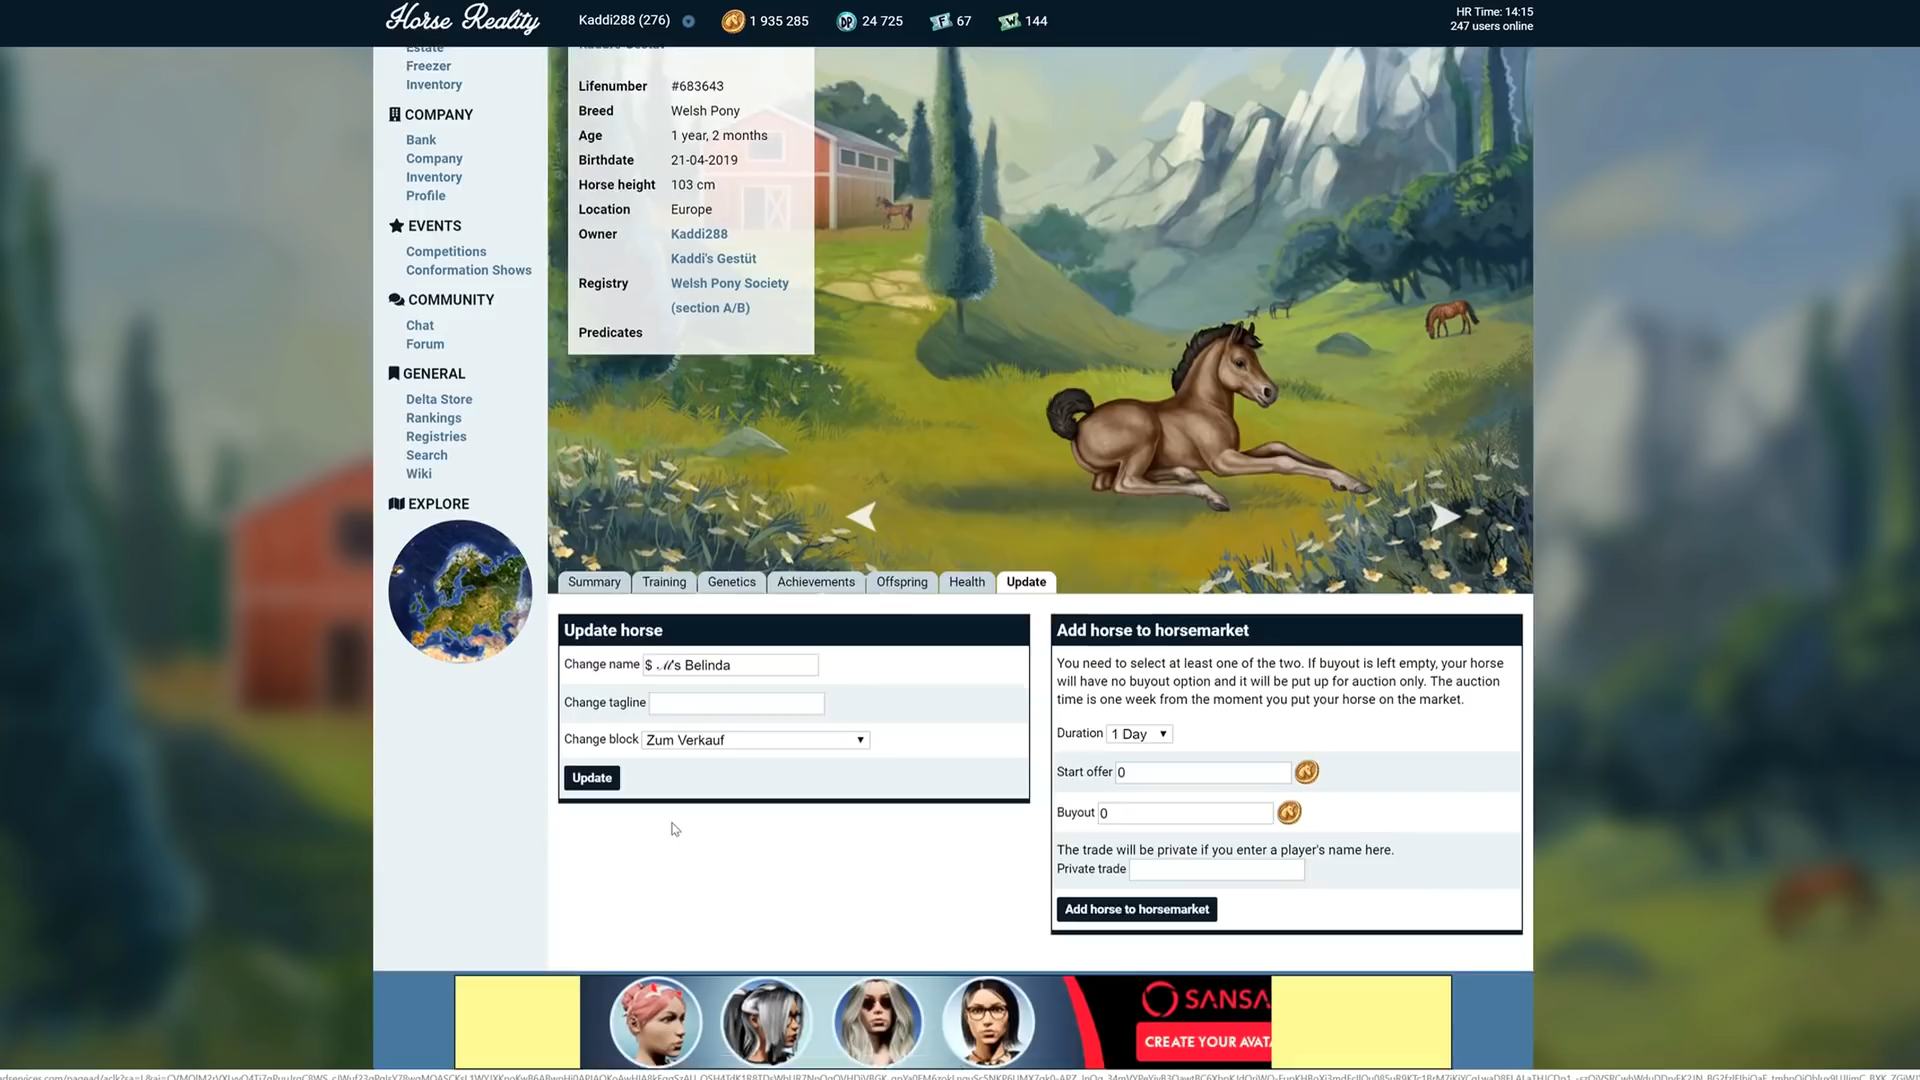 Horse Reality
Kaddi288 (276)
1 935 285
24 725
67
144
HR Time: 14:15
247 users online
Estate
Freezer
Inventory
COMPANY
Bank
Company
Inventory
Profile
EVENTS
Competitions
Conformation Shows
COMMUNITY
Chat
Forum
GENERAL
Delta Store
Rankings
Registries
Search
Wiki
EXPLORE
Lifenumber #683643
Breed Welsh Pony
Age 1 year, 2 months
Birthdate 21-04-2019
Horse height 103 cm
Location Europe
Owner Kaddi288
Kaddi's Gestüt
Registry Welsh Pony Society
(section A/B)
Predicates
Summary Training Genetics Achievements Offspring Health Update
Update horse
Change name $ ℳ's Belinda
Change tagline
Change block Zum Verkauf
Update
Add horse to horsemarket
You need to select at least one of the two. If buyout is left empty, your horse
will have no buyout option and it will be put up for auction only. The auction
time is one week from the moment you put your horse on the market.
Duration 1 Day
Start offer 0
Buyout 0
The trade will be private if you enter a player's name here.
Private trade
Add horse to horsemarket
SANSA
CREATE YOUR AVATA